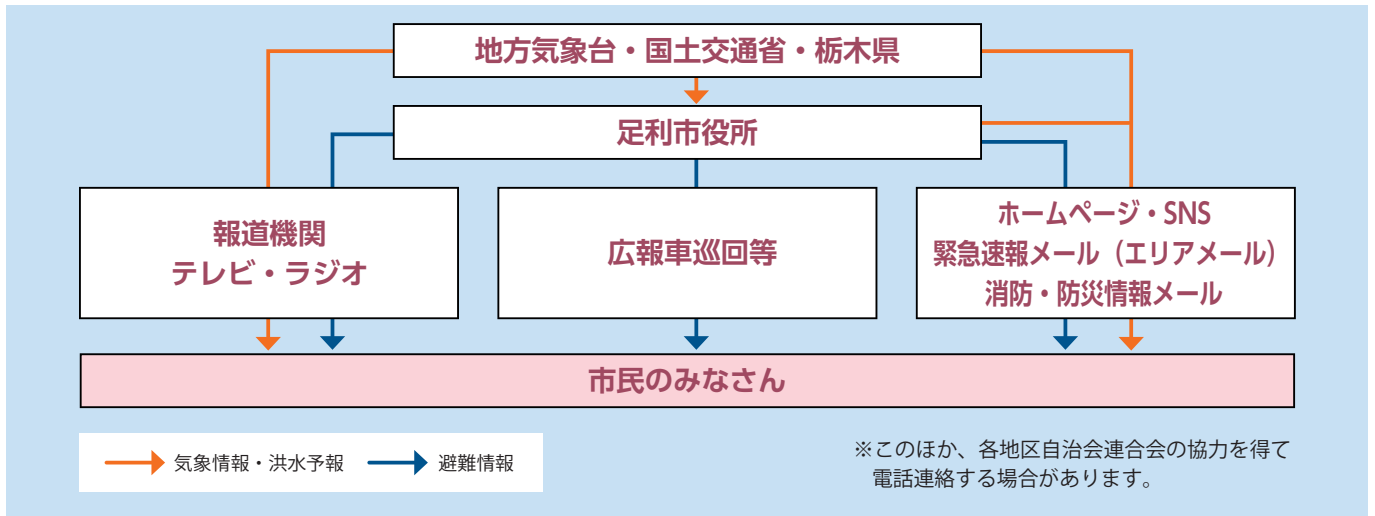 地方気象台・国土交通省・栃木県
足利市役所
報道機関
テレビ・ラジオ
広報車巡回等
ホームページ・SNS
緊急速報メール（エリアメール）
消防・防災情報メール
市民のみなさん
気象情報・洪水予報
避難情報
※このほか、各地区自治会連合会の協力を得て
電話連絡する場合があります。